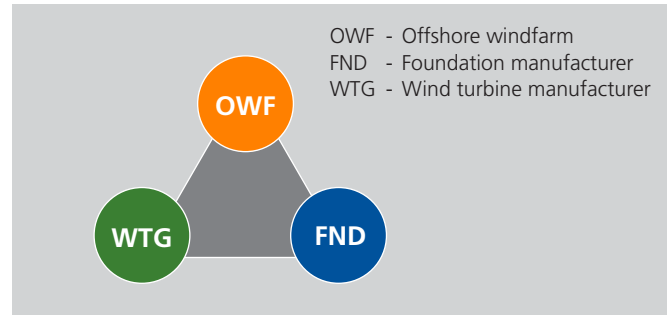 OWF - Offshore windfarm
FND - Foundation manufacturer
WTG - Wind turbine manufacturer
OWF
WTG
FND